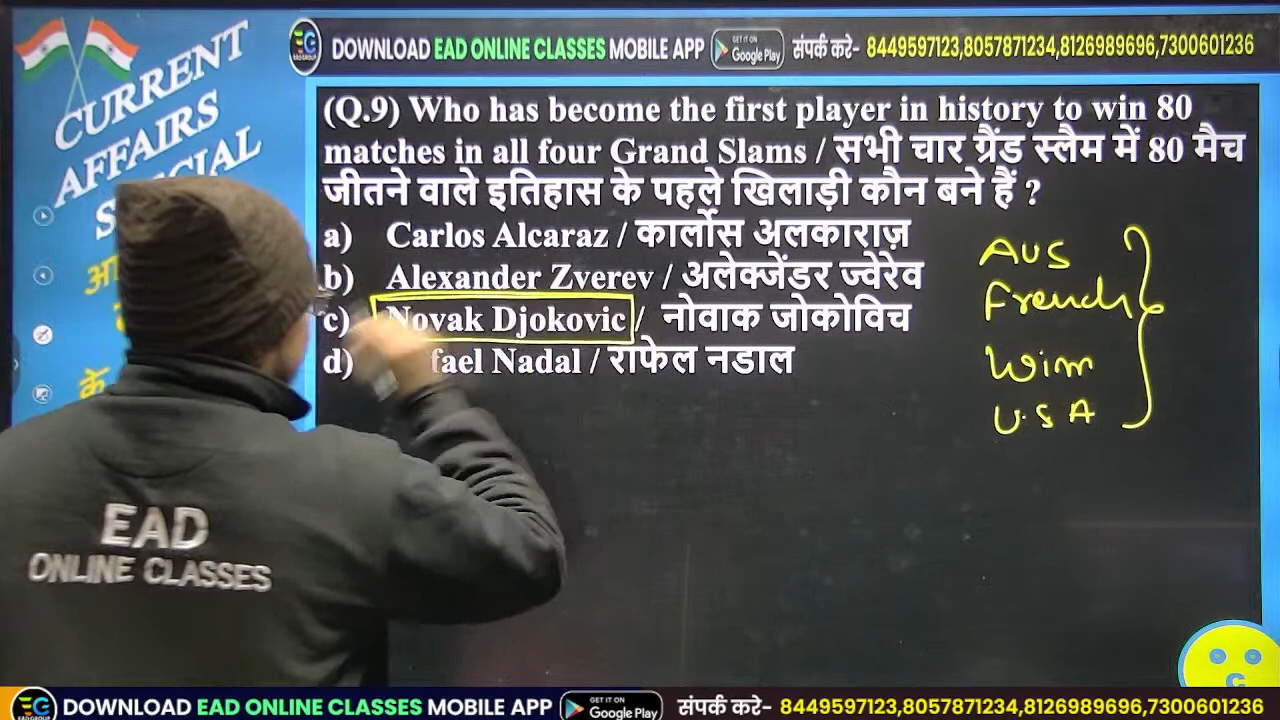 DOWNLOAD EAD ONLINE CLASSES MOBILE APP GET IT ON Google Play संपर्क करे- 8449597123,8057871234,8126989696,7300601236
CURRENT
AFFAIRS
(Q.9) Who has become the first player in history to win 80
matches in all four Grand Slams / सभी चार ग्रैंड स्लैम में 80 मैच
जीतने वाले इतिहास के पहले खिलाड़ी कौन बने हैं ?
a) Carlos Alcaraz / कार्लोस अलकाराज़
b) Alexander Zverev / अलेक्जेंडर ज्वेरेव
c) Novak Djokovic / नोवाक जोकोविच
d) fael Nadal / राफेल नडाल
AUS
French
Wim
U.S A
EAD
ONLINE CLASSES
EG EAD GROUP DOWNLOAD EAD ONLINE CLASSES MOBILE APP GET IT ON Google Play संपर्क करे- 8449597123,8057871234,8126989696,7300601236